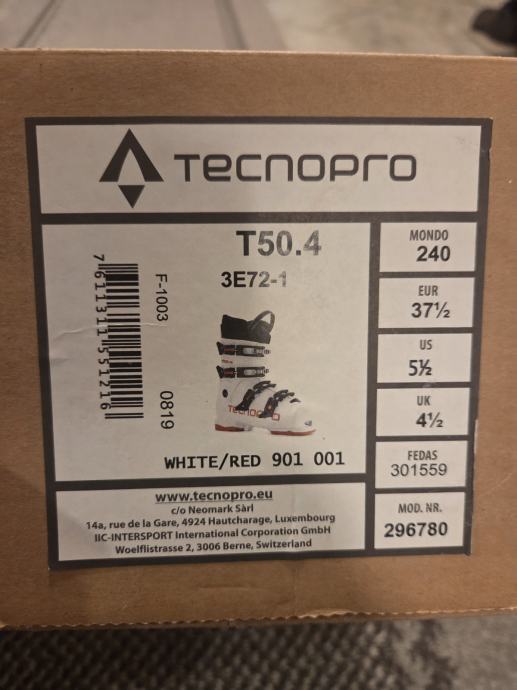 TECNOPRO
T50.4
3E72-1
7611311551216
F-1003
0819
TECNOPRO
WHITE/RED 901 001
MONDO
240
EUR
37½
US
5½
UK
4½
FEDAS
301559
MOD. NR.
296780
www.tecnopro.eu
c/o Neomark Sàrl
14a, rue de la Gare, 4924 Hautcharage, Luxembourg
IIC-INTERSPORT International Corporation GmbH
Woelflistrasse 2, 3006 Berne, Switzerland